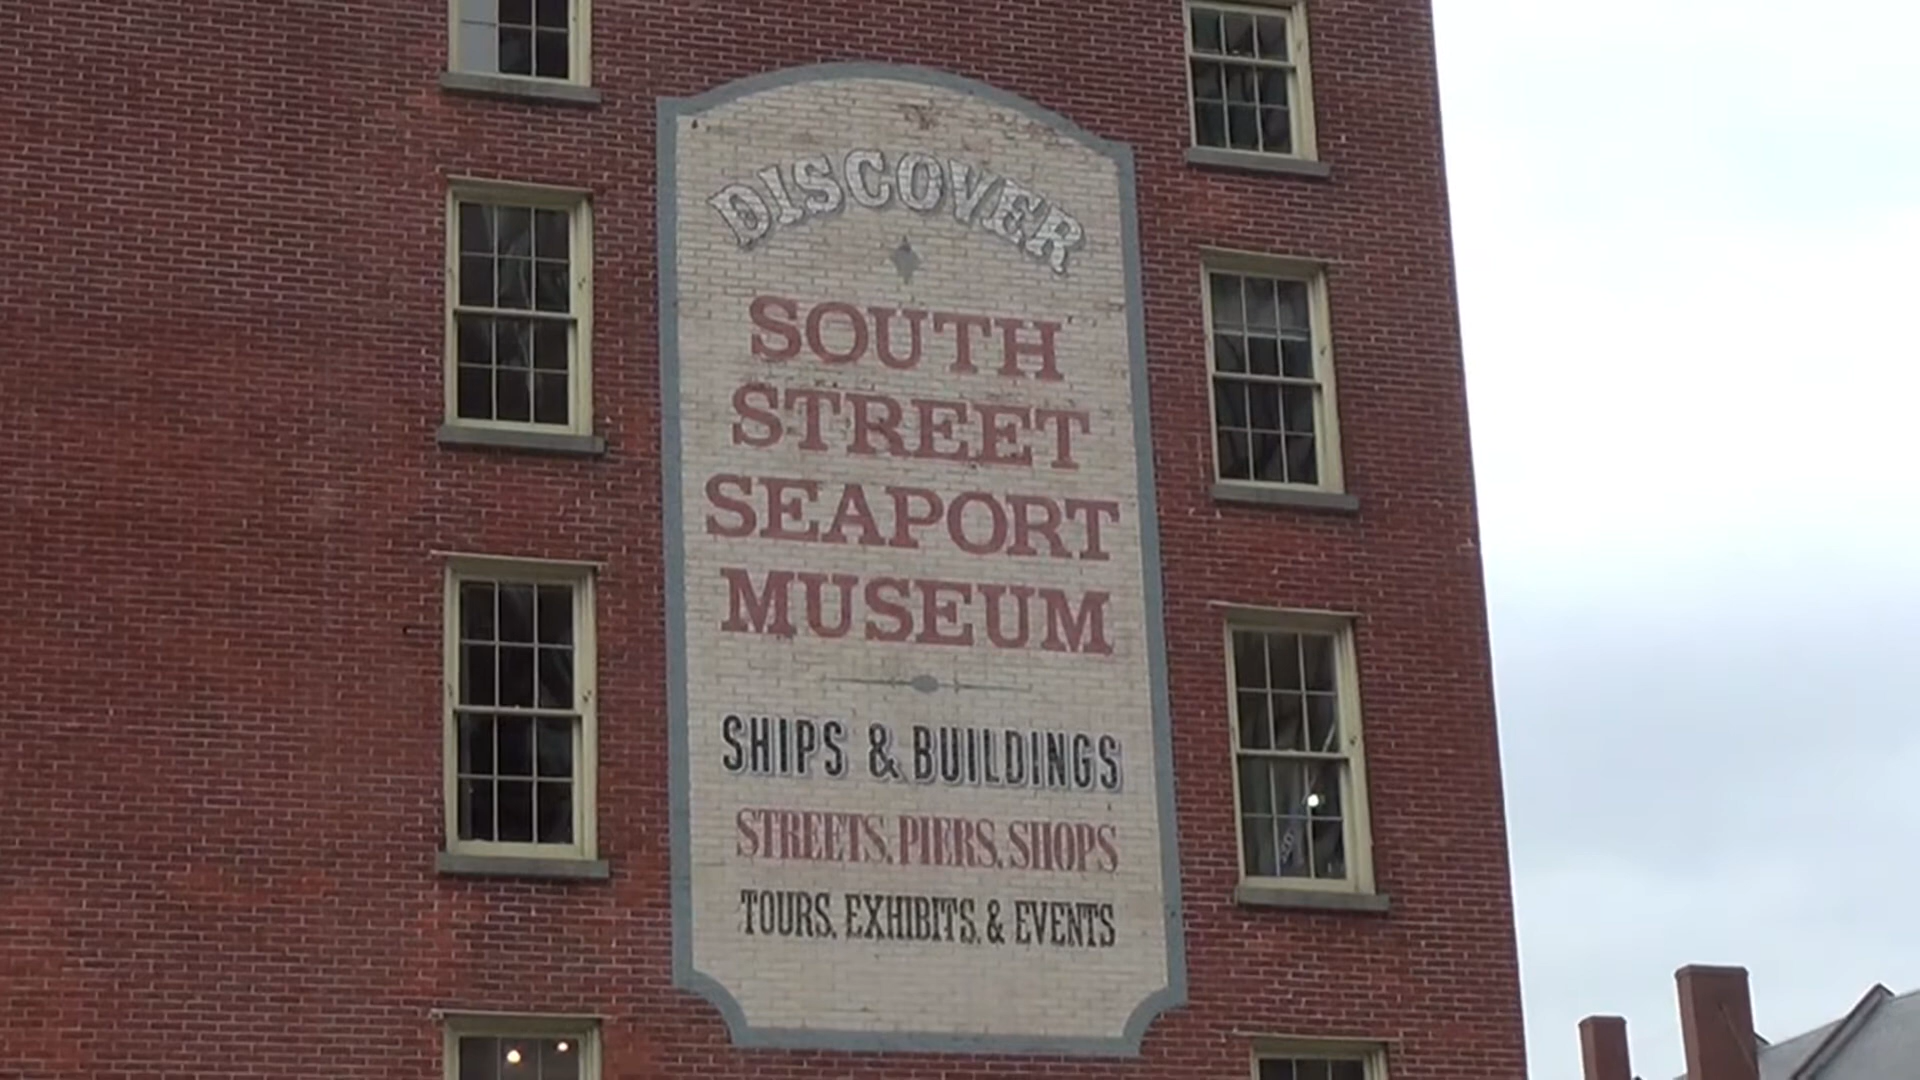 DISCOVER
SOUTH
STREET
SEAPORT
MUSEUM
SHIPS & BUILDINGS
STREETS, PIERS, SHOPS
TOURS, EXHIBITS, & EVENTS